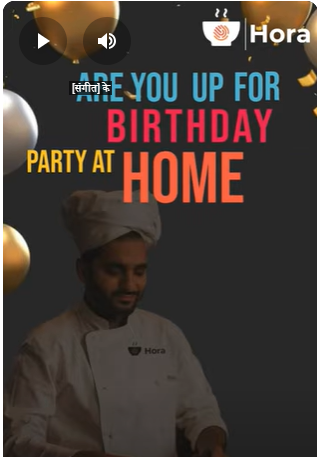 Hora
ARE YOU UP FOR
[संगीत] के
BIRTHDAY
PARTY AT
HOME
Hora